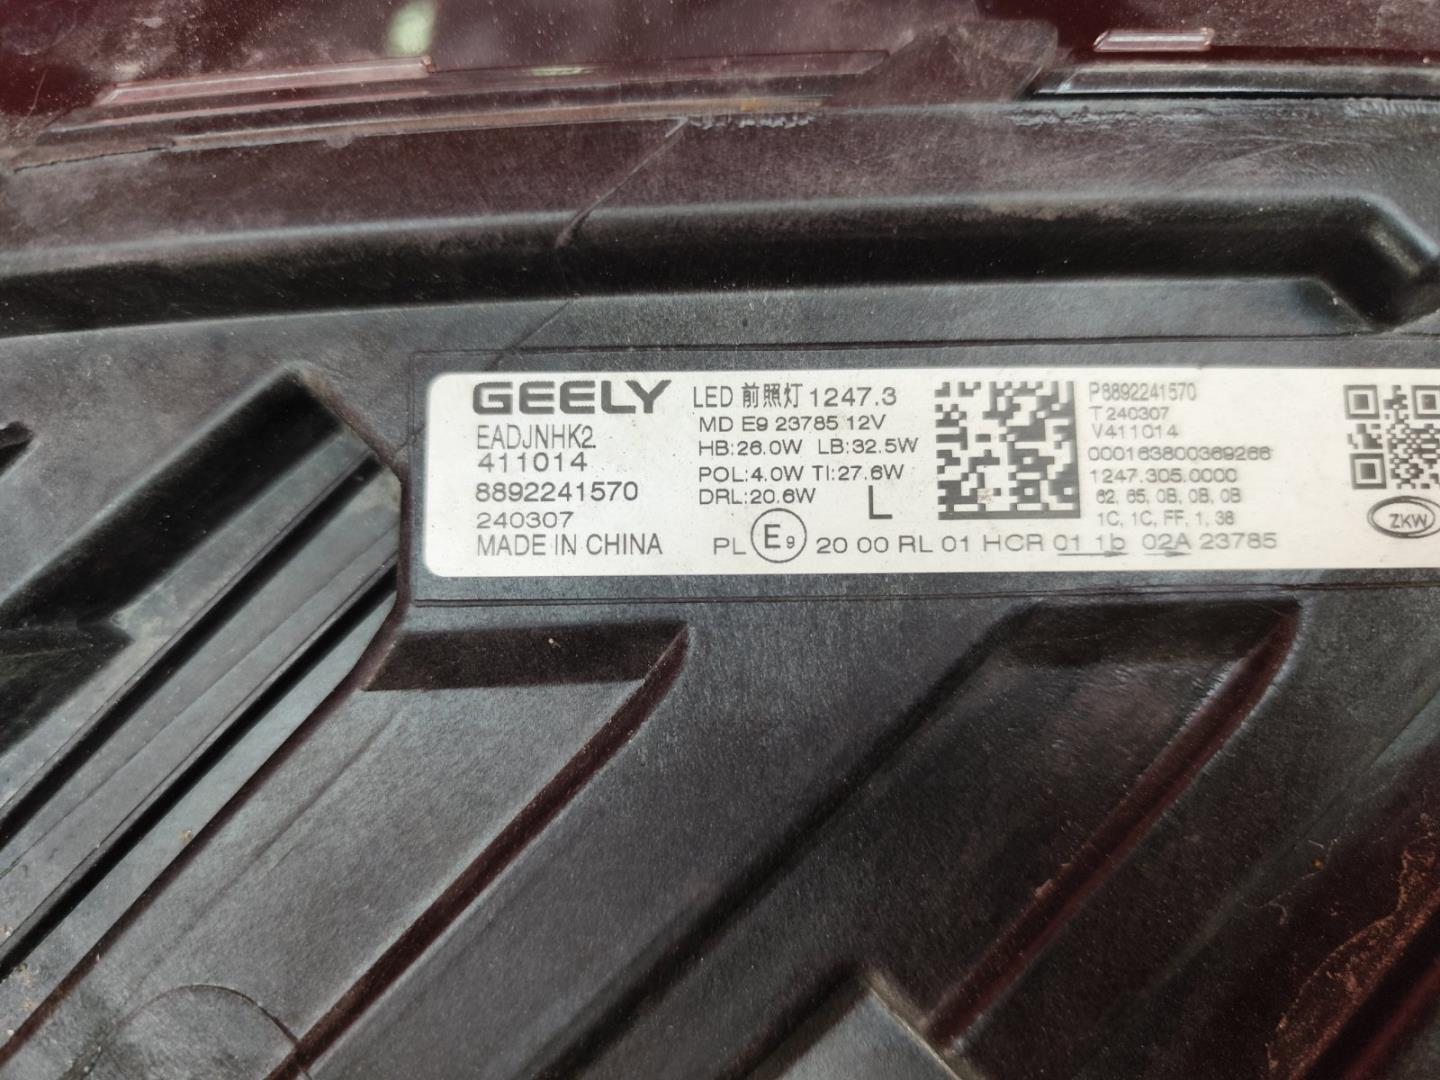 GEELY
EADJNHK2
411014
8892241570
240307
MADE IN CHINA
LED 前照灯 1247.3
MD E9 23785 12V
HB:26.0W LB:32.5W
POL:4.0W TI:27.6W
DRL:20.6W
L
PL E9 20 00 RL 01 HCR 01 1b 02A 23785
P8892241570
T240307
V411014
000163800369266
1247.305.0000
62, 65, 0B, 0B, 0B
1C, 1C, FF, 1, 38
ZKW